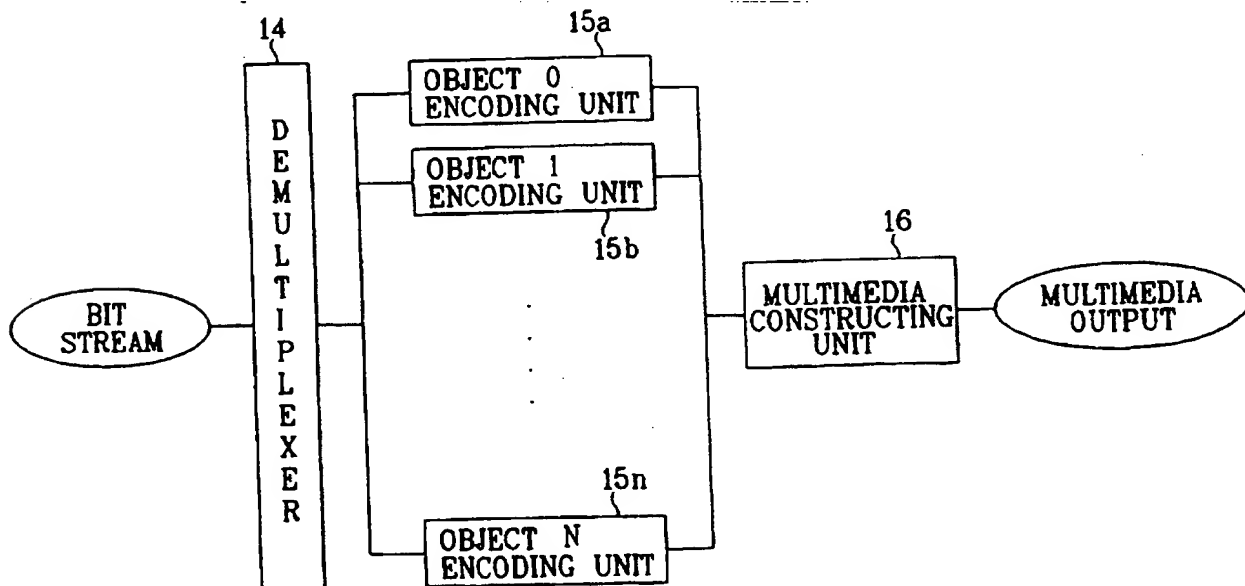 14
DEMULTIPLEXER
15a
OBJECT 0
ENCODING UNIT
OBJECT 1
ENCODING UNIT
15b
15n
OBJECT N
ENCODING UNIT
BIT
STREAM
16
MULTIMEDIA
CONSTRUCTING
UNIT
MULTIMEDIA
OUTPUT